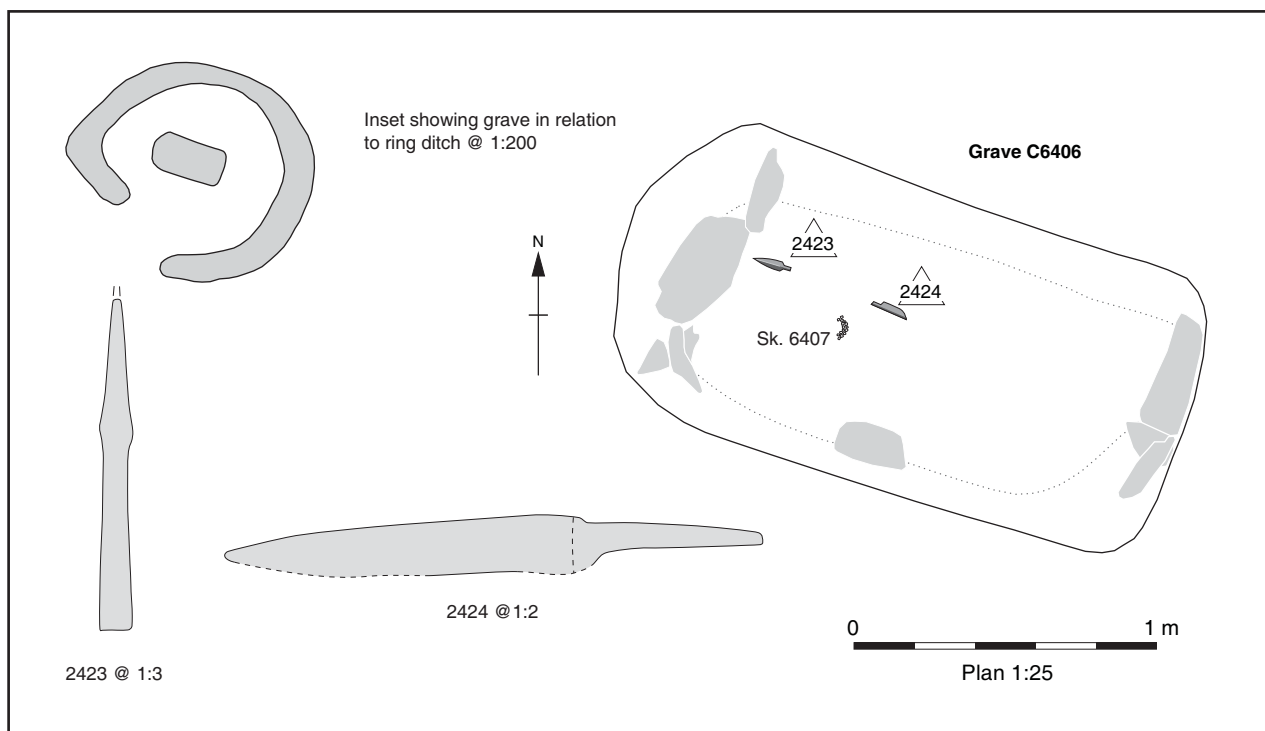 Inset showing grave in relation
to ring ditch @ 1:200
Grave C6406
N
2423
2424
Sk. 6407
2424 @1:2
2423 @ 1:3
0 1 m
Plan 1:25